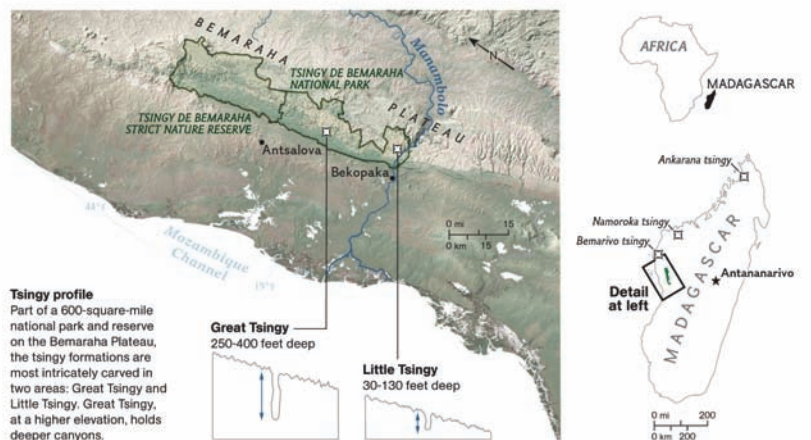 BEMARAHA
PLATEAU
Manambolo
N
TSINGY DE BEMARAHA
NATIONAL PARK
TSINGY DE BEMARAHA
STRICT NATURE RESERVE
Antsalova
Bekopaka
0 mi 15
0 km 15
44°E
Mozambique
Channel
19°S
Tsingy profile
Part of a 600-square-mile
national park and reserve
on the Bemaraha Plateau,
the tsingy formations are
most intricately carved in
two areas: Great Tsingy and
Little Tsingy. Great Tsingy,
at a higher elevation, holds
deeper canyons.
Great Tsingy
250-400 feet deep
Little Tsingy
30-130 feet deep
AFRICA
MADAGASCAR
Ankarana tsingy
Namoroka tsingy
Bemarivo tsingy
Antananarivo
MADAGASCAR
Detail
at left
0 mi 200
0 km 200